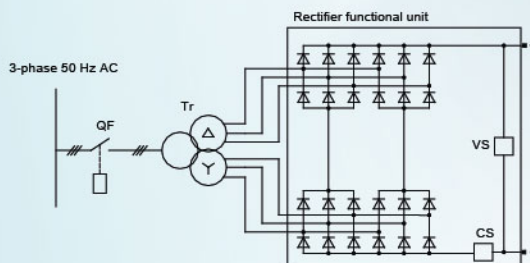 Rectifier functional unit
3-phase 50 Hz AC
Tr
QF
VS
CS